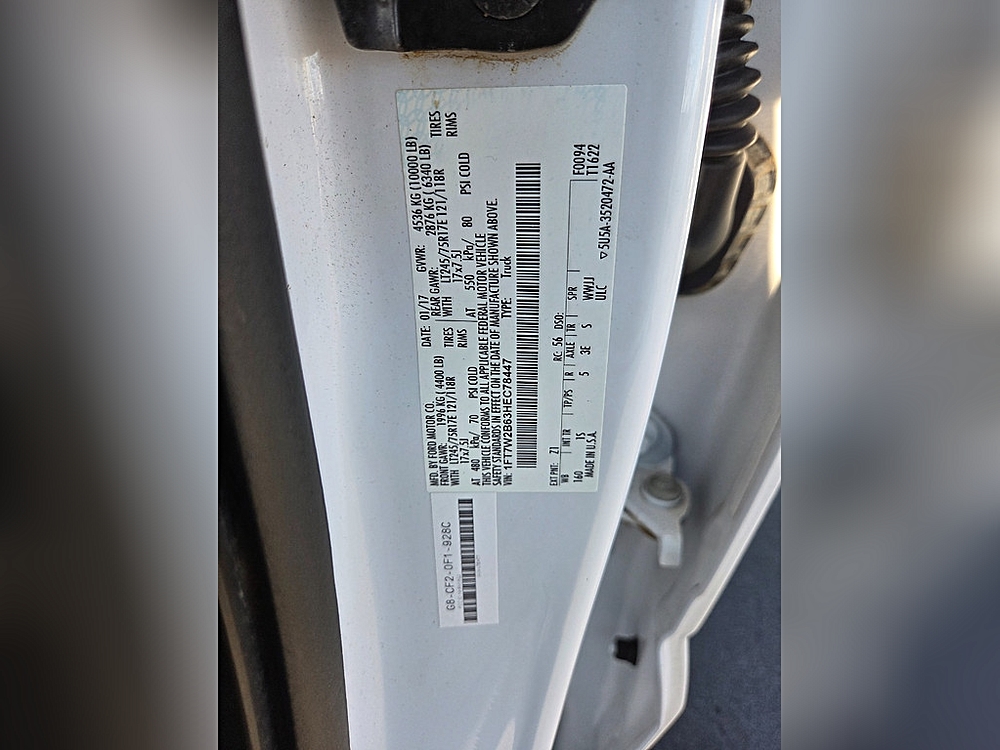 MFD. BY FORD MOTOR CO.
DATE: 01/17 GVWR: 4536 KG (10000 LB)
FRONT GAWR: 1996 KG (4400 LB) REAR GAWR: 2876 KG (6340 LB)
WITH LT245/75R17E 121/118R TIRES WITH LT245/75R17E 121/118R TIRES
17x7.5J RIMS 17x7.5J RIMS
AT 480 kPa/ 70 PSI COLD AT 550 kPa/ 80 PSI COLD
THIS VEHICLE CONFORMS TO ALL APPLICABLE FEDERAL MOTOR VEHICLE
SAFETY STANDARDS IN EFFECT ON THE DATE OF MANUFACTURE SHOWN ABOVE.
VIN: 1FT7W2B63HEC78447 TYPE: Truck
EXT PNT: Z1 RC: 56 DSO: F0094
WB INT TR TP/PS R AXLE TR SPR TT622
160 IS 5 3E S WWJJ
MADE IN U.S.A. ULC ▽5U5A-3520472-AA
G8-CF2-0F1-928C